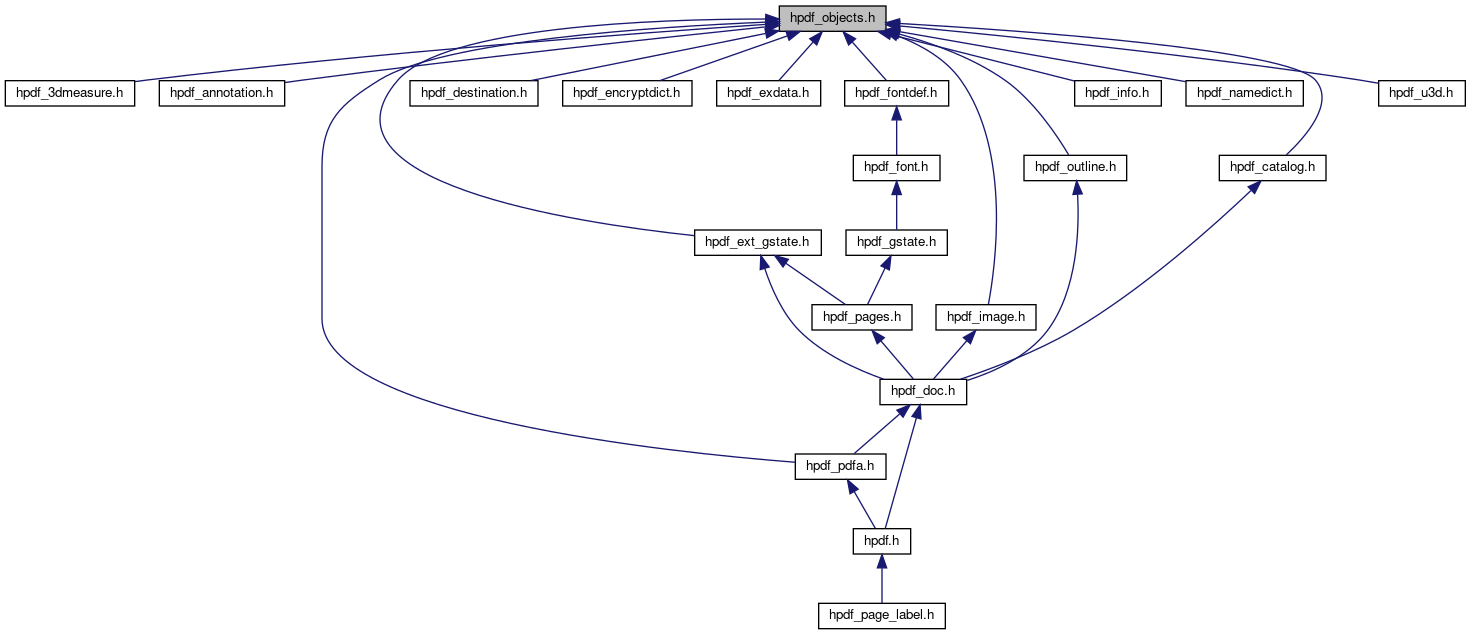 hpdf_objects.h
hpdf_3dmeasure.h
hpdf_annotation.h
hpdf_destination.h
hpdf_encryptdict.h
hpdf_exdata.h
hpdf_fontdef.h
hpdf_info.h
hpdf_namedict.h
hpdf_u3d.h
hpdf_font.h
hpdf_outline.h
hpdf_catalog.h
hpdf_ext_gstate.h
hpdf_gstate.h
hpdf_pages.h
hpdf_image.h
hpdf_doc.h
hpdf_pdfa.h
hpdf.h
hpdf_page_label.h